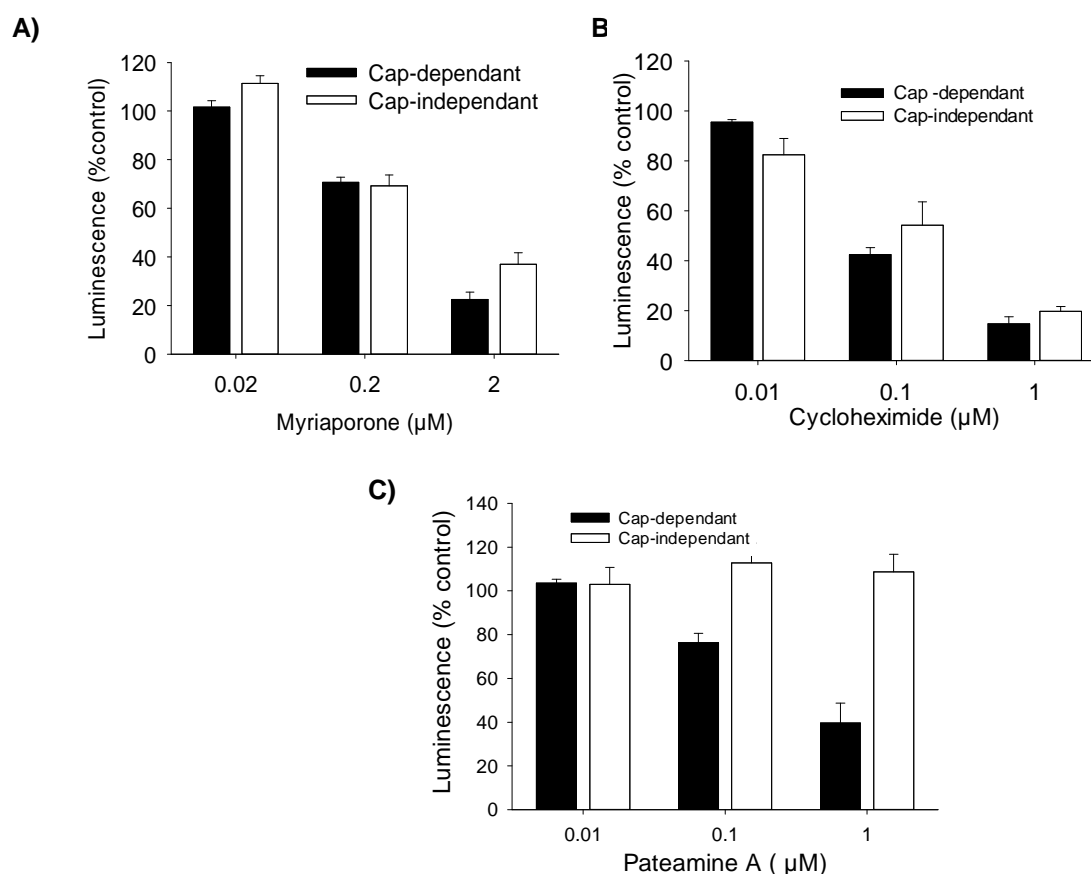 A)
120
100
80
60
40
20
0
Luminescence (%control)
Cap-dependant
Cap-independant
0.02 0.2 2
Myriaporone (µM)
B
120
100
80
60
40
20
0
Luminescence (% control)
Cap -dependant
Cap-independant
0.01 0.1 1
Cycloheximide (µM)
C)
140
120
100
80
60
40
20
0
Luminescence (% control)
Cap-dependant
Cap-independant
0.01 0.1 1
Pateamine A ( µM)